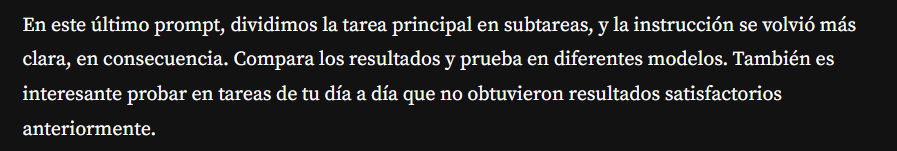 En este último prompt, dividimos la tarea principal en subtareas, y la instrucción se volvió más
clara, en consecuencia. Compara los resultados y prueba en diferentes modelos. También es
interesante probar en tareas de tu día a día que no obtuvieron resultados satisfactorios
anteriormente.